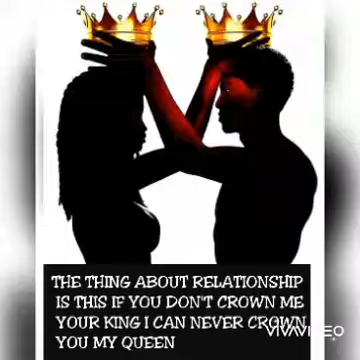 THE THING ABOUT RELATIONSHIP
IS THIS IF YOU DON'T CROWN ME
YOUR KING I CAN NEVER CROWN
YOU MY QUEEN
VIVAVIDEO